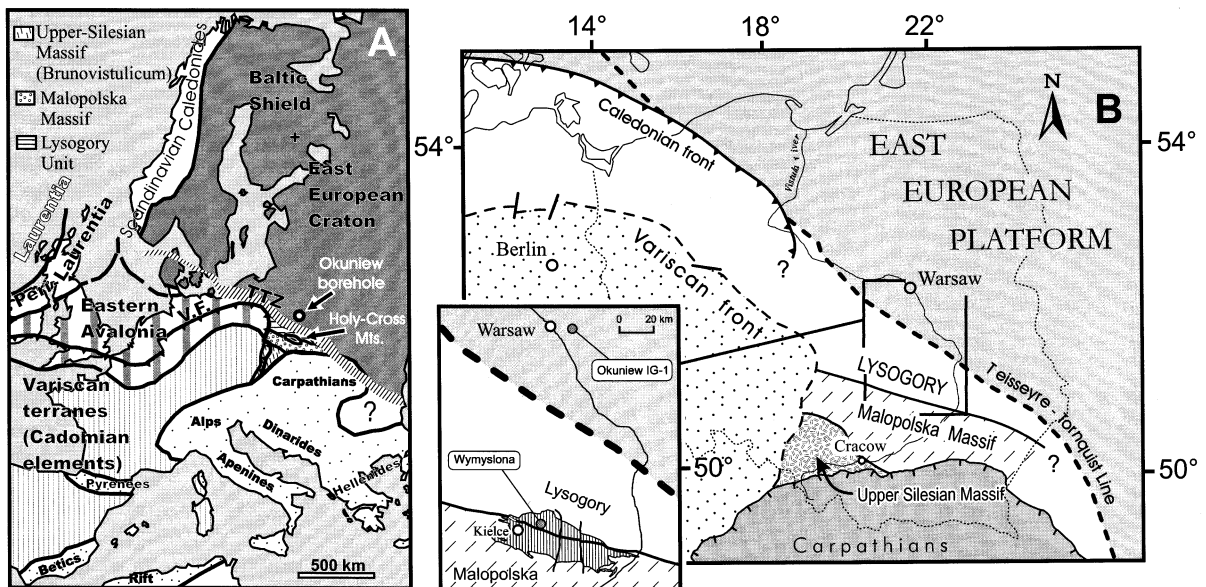 Upper-Silesian
Massif
(Brunovistulicum)
Malopolska
Massif
Lysogory
Unit
A
Scandinavian Caledonides
Baltic
Shield
+
East
European
Craton
Laurentia
Peri Laurentia
Okuniew
borehole
Eastern
Avalonia
V.F.
Holy-Cross
Mts.
Variscan
terranes
(Cadomian
elements)
Carpathians
?
Alps
Dinarides
Apenines
Hellenides
Pyrenees
Betics
Rift
500 km
14°
18°
22°
54°
54°
50°
50°
N
B
Caledonian front
Vistula river
EAST
EUROPEAN
PLATFORM
Berlin
Variscan front
?
Warsaw
LYSOGORY
Teisseyre - Tornquist Line
Malopolska Massif
?
Cracow
Upper Silesian Massif
Carpathians
Warsaw
0 20 km
Okuniew IG-1
Wymyslona
Lysogory
Kielce
Malopolska